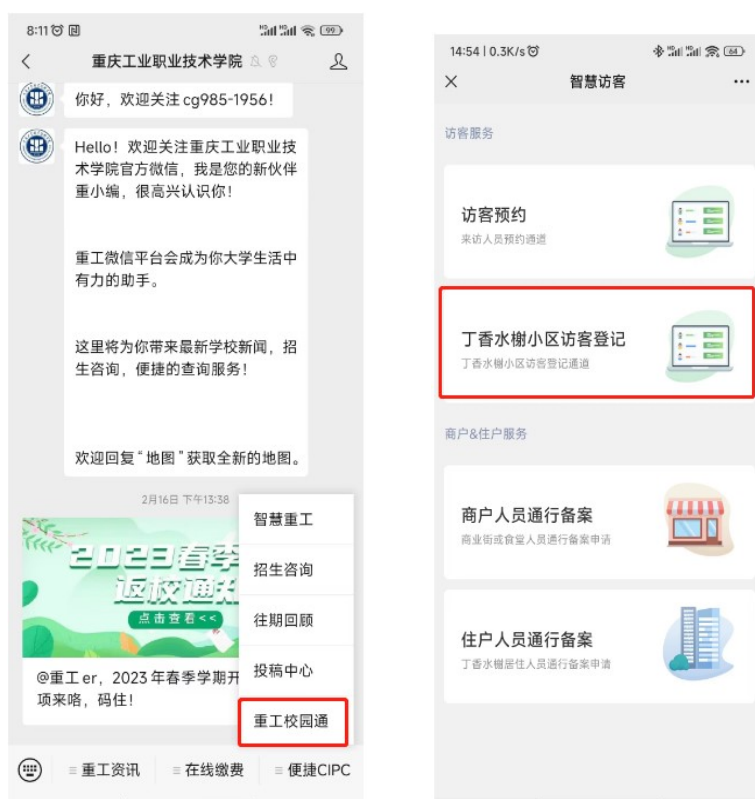 8:11
99
重庆工业职业技术学院
你好，欢迎关注 cg985-1956！
Hello！欢迎关注重庆工业职业技
术学院官方微信，我是您的新伙伴
重小编，很高兴认识你！
重工微信平台会成为你大学生活中
有力的助手。
这里将为你带来最新学校新闻，招
生咨询，便捷的查询服务！
欢迎回复“地图”获取全新的地图。
2月16日 下午13:38
2023春季
返校通知
点击查看<<
@重工er，2023年春季学期开
项来咯，码住！
智慧重工
招生咨询
往期回顾
投稿中心
重工校园通
重工资讯
在线缴费
便捷CIPC
14:54 | 0.3K/s
64
智慧访客
访客服务
访客预约
来访人员预约通道
丁香水榭小区访客登记
丁香水榭小区访客登记通道
商户&住户服务
商户人员通行备案
商业街或食堂人员通行备案申请
住户人员通行备案
丁香水榭居住人员通行备案申请